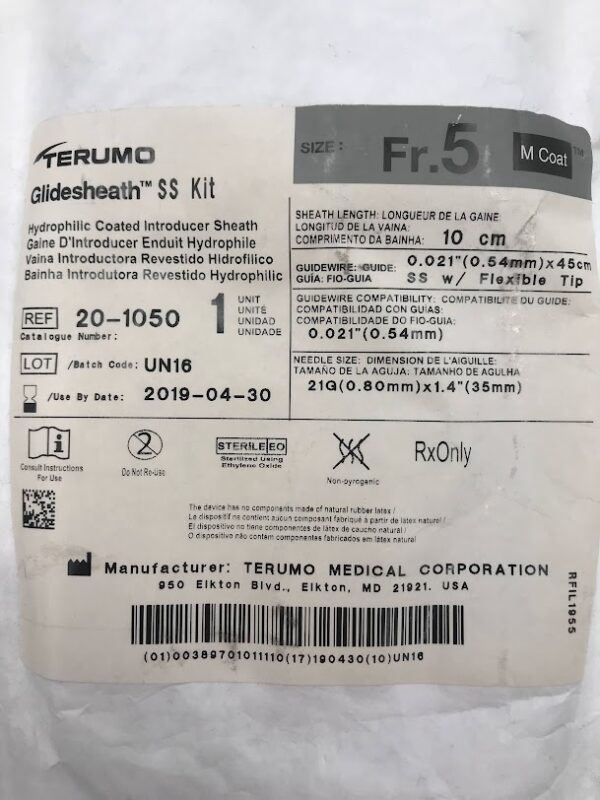 TERUMO
Glidesheath™ SS Kit
Hydrophilic Coated Introducer Sheath
Gaine D'Introducer Enduit Hydrophile
Vaina Introductora Revestido Hidrofilico
Bainha Introdutora Revestido Hydrophilic
REF 20-1050
Catalogue Number:
1 UNIT
UNITÉ
UNIDAD
UNIDADE
LOT /Batch Code: UN16
/Use By Date: 2019-04-30
SIZE: Fr.5 M Coat™
SHEATH LENGTH: LONGUEUR DE LA GAINE:
LONGITUD DE LA VAINA:
COMPRIMENTO DA BAINHA: 10 cm
GUIDEWIRE: GUIDE: 0.021"(0.54mm)x45cm
GUÍA: FIO-GUIA SS w/ Flexible Tip
GUIDEWIRE COMPATIBILITY: COMPATIBILITE DU GUIDE:
COMPATIBILIDAD CON GUIAS:
COMPATIBILIDADE DO FIO-GUIA:
0.021"(0.54mm)
NEEDLE SIZE: DIMENSION DE L'AIGUILLE:
TAMAÑO DE LA AGUJA: TAMANHO DE AGULHA
21G(0.80mm)x1.4"(35mm)
Consult Instructions
For Use
2
Do Not Re-Use
STERILE EO
Sterilized Using
Ethylene Oxide
Non-pyrogenic
RxOnly
The device has no components made of natural rubber latex /
Le dispositif ne contient aucun composant fabriqué a partir de latex naturel /
El dispositivo no tiene componentes de látex de caucho natural /
O dispositivo não contem componentes fabricados em látex natural
Manufacturer: TERUMO MEDICAL CORPORATION
950 Elkton Blvd., Elkton, MD 21921. USA
(01)00389701011110(17)190430(10)UN16
RFIL1955